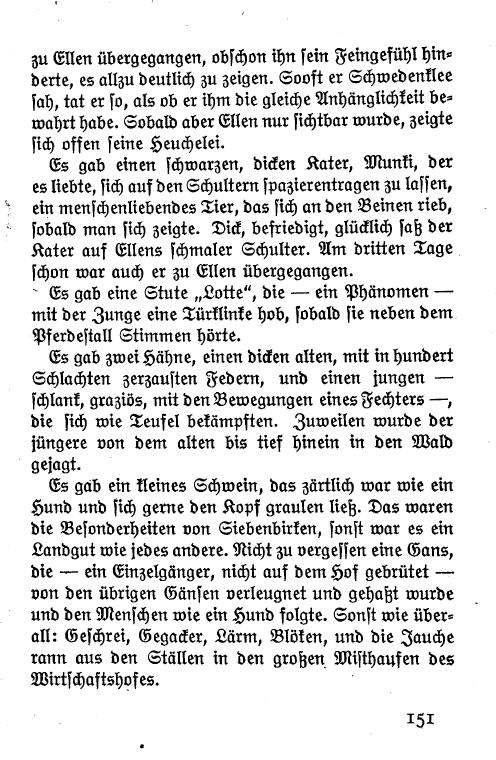 zu Ellen übergegangen, obschon ihn sein Feingefühl hin-
derte, es allzu deutlich zu zeigen. Sooft er Schwedenklee
sah, tat er so, als ob er ihm die gleiche Anhänglichkeit be-
wahrt habe. Sobald aber Ellen nur sichtbar wurde, zeigte
sich offen seine Heuchelei.
Es gab einen schwarzen, dicken Kater, Munki, der
es liebte, sich auf den Schultern spazierentragen zu lassen,
ein menschenliebendes Tier, das sich an den Beinen rieb,
sobald man sich zeigte. Dick, befriedigt, glücklich saß der
Kater auf Ellens schmaler Schulter. Am dritten Tage
schon war auch er zu Ellen übergegangen.
Es gab eine Stute „Lotte“, die — ein Phänomen —
mit der Zunge eine Türklinke hob, sobald sie neben dem
Pferdestall Stimmen hörte.
Es gab zwei Hähne, einen dicken alten, mit in hundert
Schlachten zerzausten Federn, und einen jungen —
schlank, graziös, mit den Bewegungen eines Fechters —,
die sich wie Teufel bekämpften. Zuweilen wurde der
jüngere von dem alten bis tief hinein in den Wald
gejagt.
Es gab ein kleines Schwein, das zärtlich war wie ein
Hund und sich gerne den Kopf graulen ließ. Das waren
die Besonderheiten von Siebenbirken, sonst war es ein
Landgut wie jedes andere. Nicht zu vergessen eine Gans,
die — ein Einzelgänger, nicht auf dem Hof gebrütet —
von den übrigen Gänsen verleugnet und gehaßt wurde
und den Menschen wie ein Hund folgte. Sonst wie über-
all: Geschrei, Gegacker, Lärm, Blöken, und die Jauche
rann aus den Ställen in den großen Misthaufen des
Wirtschaftshofes.
151